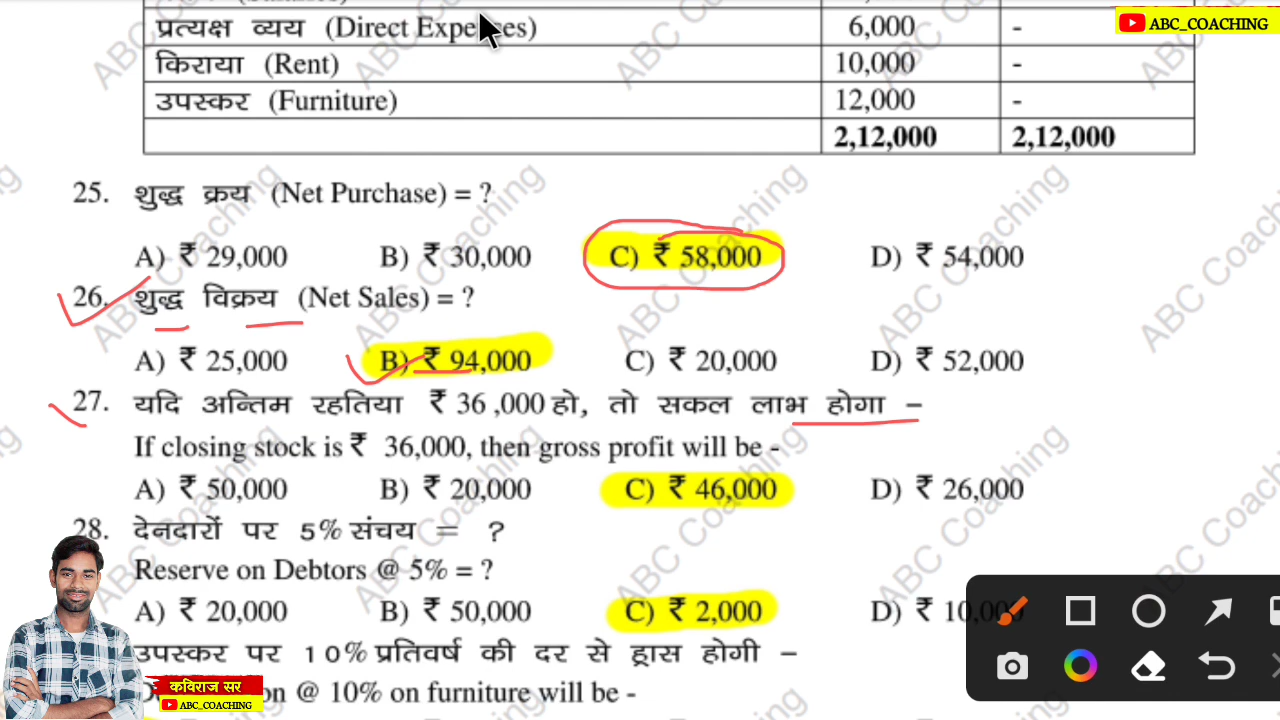 ABC_COACHING
प्रत्यक्ष व्यय (Direct Expenses) 6,000 -
किराया (Rent) 10,000 -
उपस्कर (Furniture) 12,000 -
2,12,000 2,12,000
25. शुद्ध क्रय (Net Purchase) = ?
A) ₹ 29,000 B) ₹ 30,000 C) ₹ 58,000 D) ₹ 54,000
26. शुद्ध विक्रय (Net Sales) = ?
A) ₹ 25,000 B) ₹ 94,000 C) ₹ 20,000 D) ₹ 52,000
27. यदि अन्तिम रहतिया ₹ 36 ,000 हो, तो सकल लाभ होगा –
If closing stock is ₹ 36,000, then gross profit will be -
A) ₹ 50,000 B) ₹ 20,000 C) ₹ 46,000 D) ₹ 26,000
28. देनदारों पर 5% संचय = ?
Reserve on Debtors @ 5% = ?
A) ₹ 20,000 B) ₹ 50,000 C) ₹ 2,000 D) ₹ 10,000
उपस्कर पर 10% प्रतिवर्ष की दर से ह्रास होगी –
on @ 10% on furniture will be -
कविराज सर
ABC_COACHING